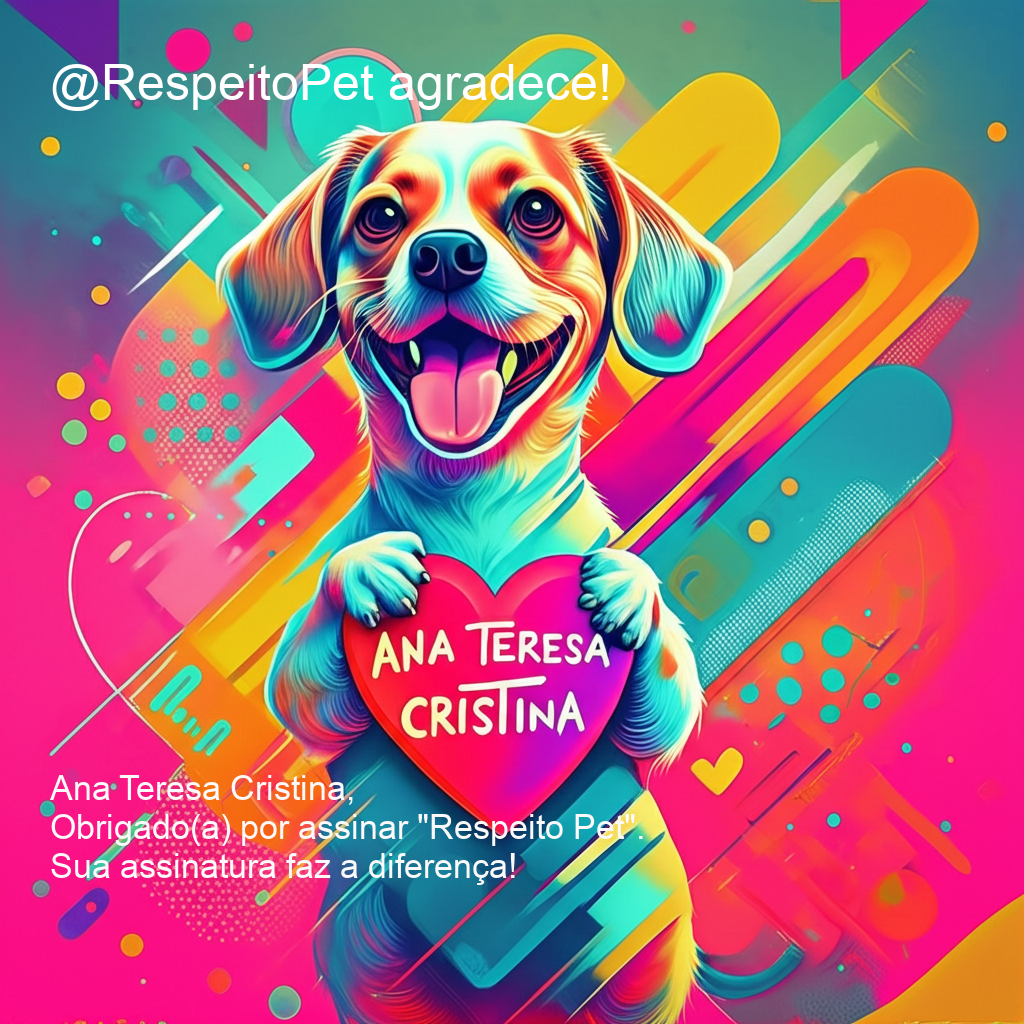 @RespeitoPet agradece!
ANA TERESA
CRISTINA
Ana Teresa Cristina,
Obrigado(a) por assinar "Respeito Pet".
Sua assinatura faz a diferença!